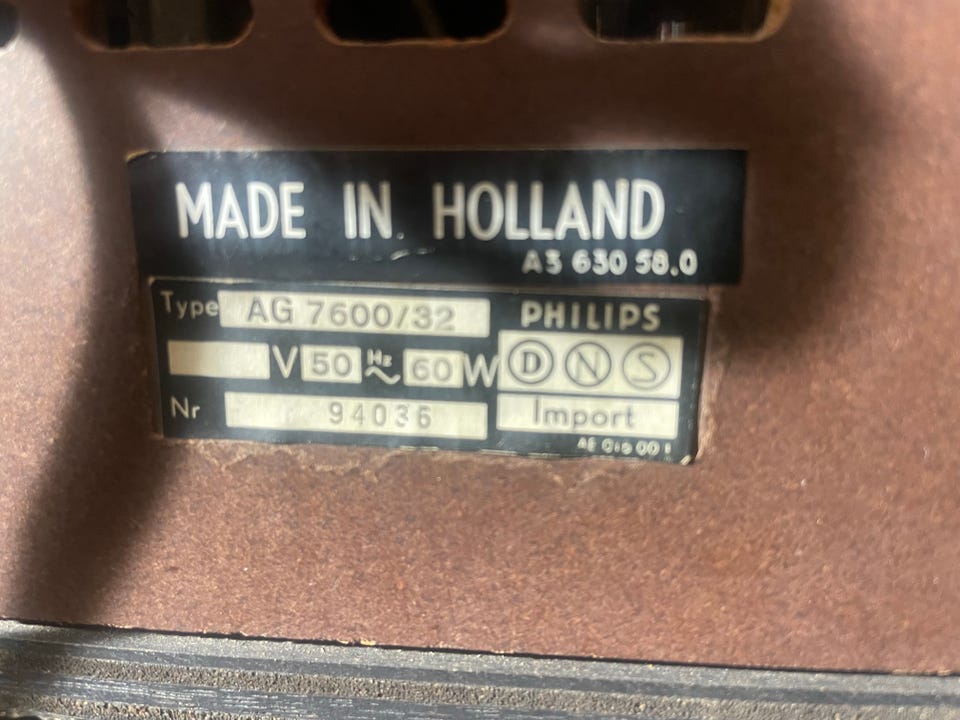 MADE IN HOLLAND
A3 630 58.0
Type AG 7600/32 PHILIPS
V 50 Hz ~ 60 W D N S
Nr 94036 Import